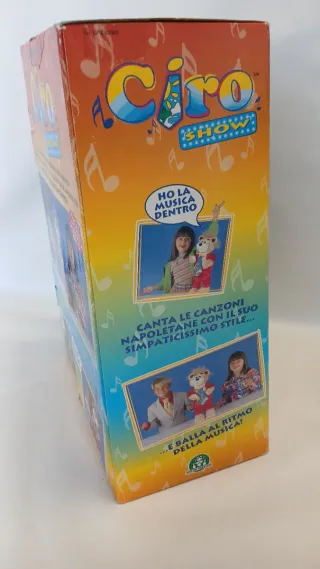 Ciro
SHOW
HO LA
MUSICA
DENTRO
CANTA LE CANZONI
NAPOLETANE CON IL SUO
SIMPATICISSIMO STILE...
...E BALLA AL RITMO
DELLA MUSICA!